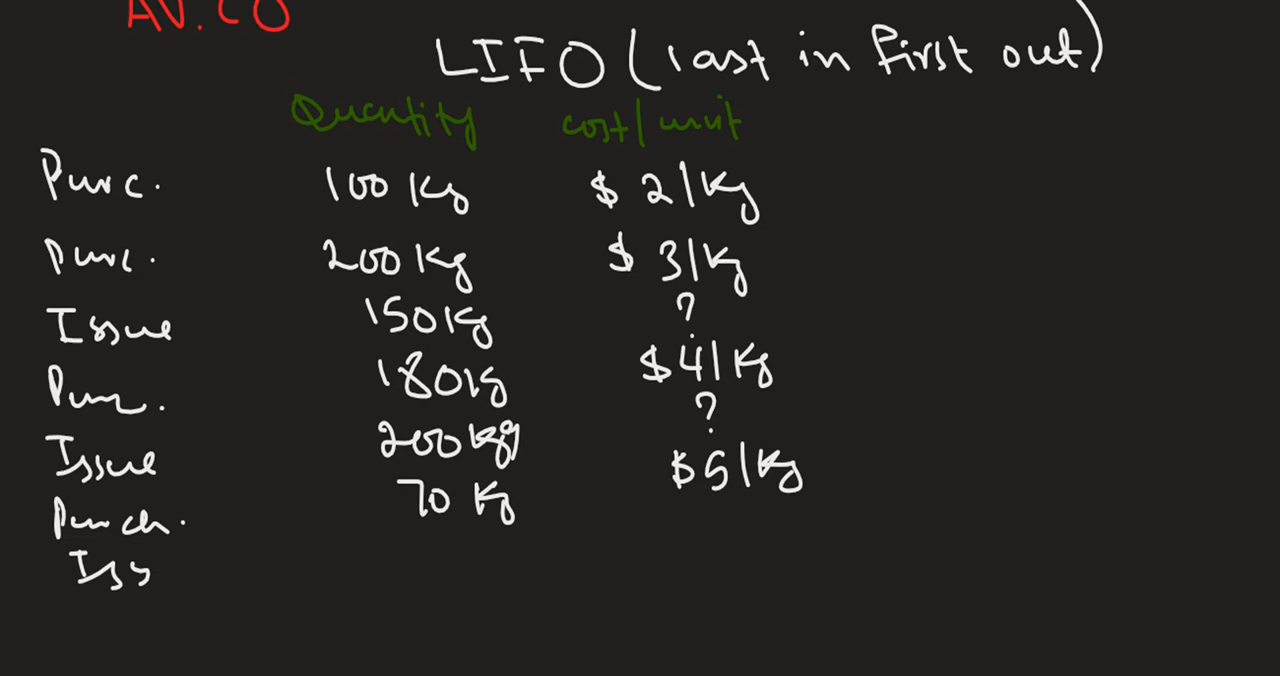 AV.CO
LIFO (last in first out)
Quantity cost/unit
Purc. 100 Kg $ 2/Kg
Purc. 200 Kg $ 3/Kg
Issue 150 Kg ?
Pur. 180 Kg $ 4/Kg
Issue 200 Kg ?
Purch. 70 Kg $ 5/Kg
Iss